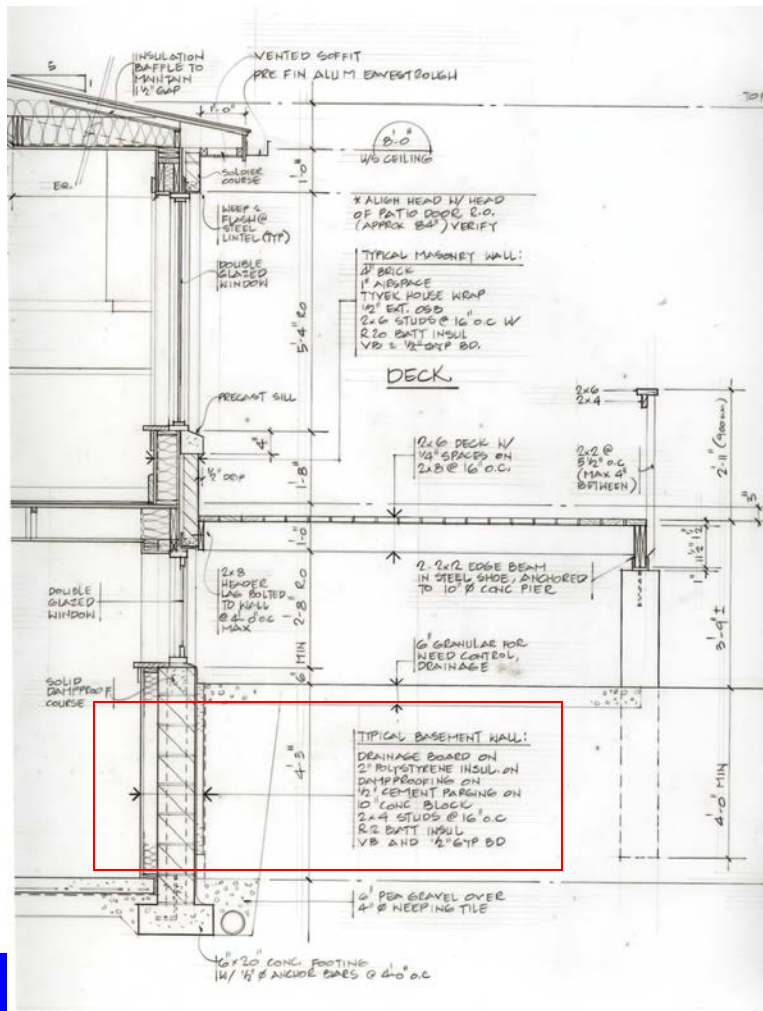 INSULATION
BAFFLE TO
MAINTAIN
1½" GAP
VENTED SOFFIT
PRE FIN ALUM EAVESTROUGH
5
1
1'-0"
8'-0"
U/S CEILING
SOLDIER
COURSE
1'-0"
EQ.
WEEP &
FLASH @
STEEL
LINTEL (TYP)
* ALIGN HEAD W/ HEAD
OF PATIO DOOR R.O.
(APPROX 84") VERIFY
TYPICAL MASONRY WALL:
4" BRICK
1" AIRSPACE
TYVEK HOUSE WRAP
½" EXT. OSB
2x6 STUDS @ 16" O.C W/
R20 BATT INSUL
VB & ½" GYP BD.
DOUBLE
GLAZED
WINDOW
5'-4" R.O
DECK
PRECAST SILL
2x6
2x4
4"
2x6 DECK W/
¼" SPACES ON
2x8 @ 16" O.C.
2x2 @
5½" O.C
(MAX 4"
BETWEEN)
2'-11" (900mm)
½" DRIP
1'-8"
3"
1'-0"
11½"
1½"
2x8
HEADER
LAG BOLTED
TO WALL
@ 4'-0" O.C
MAX
2-2x12 EDGE BEAM
IN STEEL SHOE, ANCHORED
TO 10" Ø CONC PIER
DOUBLE
GLAZED
WINDOW
2'-8" R.O
3'-9" ±
6" GRANULAR FOR
WEED CONTROL,
DRAINAGE
6" MIN
SOLID
DAMPPROOF
COURSE
TYPICAL BASEMENT WALL:
DRAINAGE BOARD ON
2" POLYSTYRENE INSUL. ON
DAMPPROOFING ON
½" CEMENT PARGING ON
10" CONC BLOCK
2x4 STUDS @ 16" O.C
R12 BATT INSUL
VB AND ½" GYP BD
4'-3"
4'-0" MIN
6" PEA GRAVEL OVER
4" Ø WEEPING TILE
6"x20" CONC. FOOTING
W/ ½" Ø ANCHOR BARS @ 4'-0" O.C